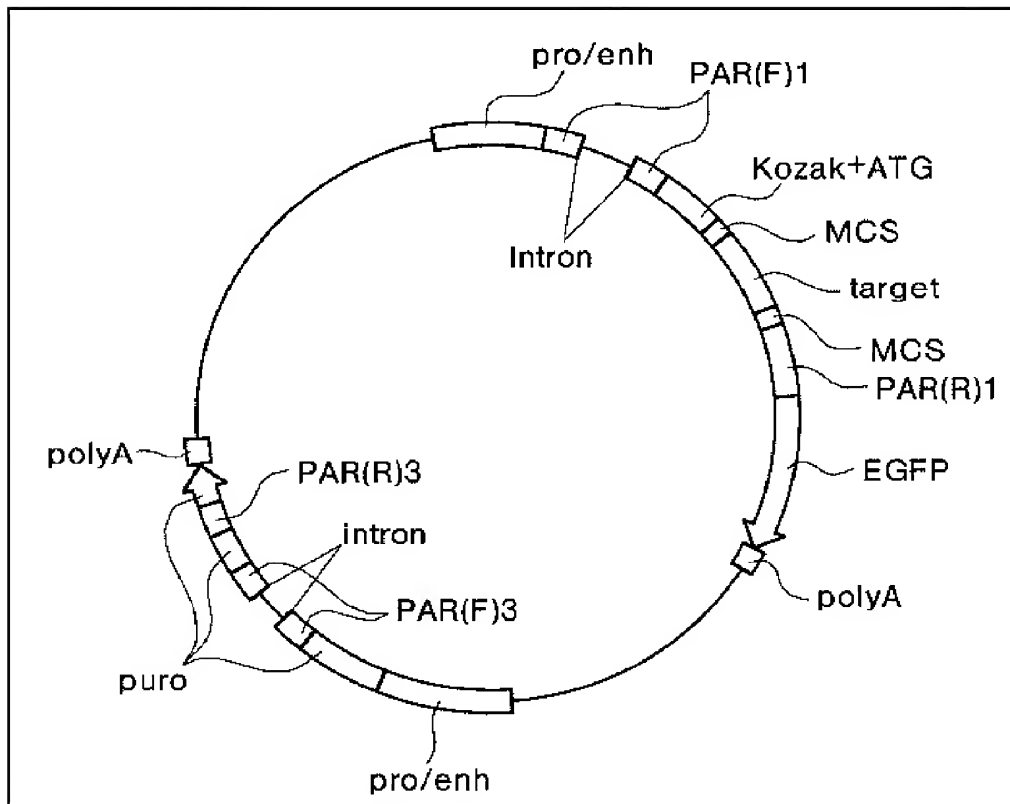 pro/enh
PAR(F)1
Kozak+ATG
MCS
Intron
target
MCS
PAR(R)1
polyA
EGFP
PAR(R)3
intron
polyA
PAR(F)3
puro
pro/enh